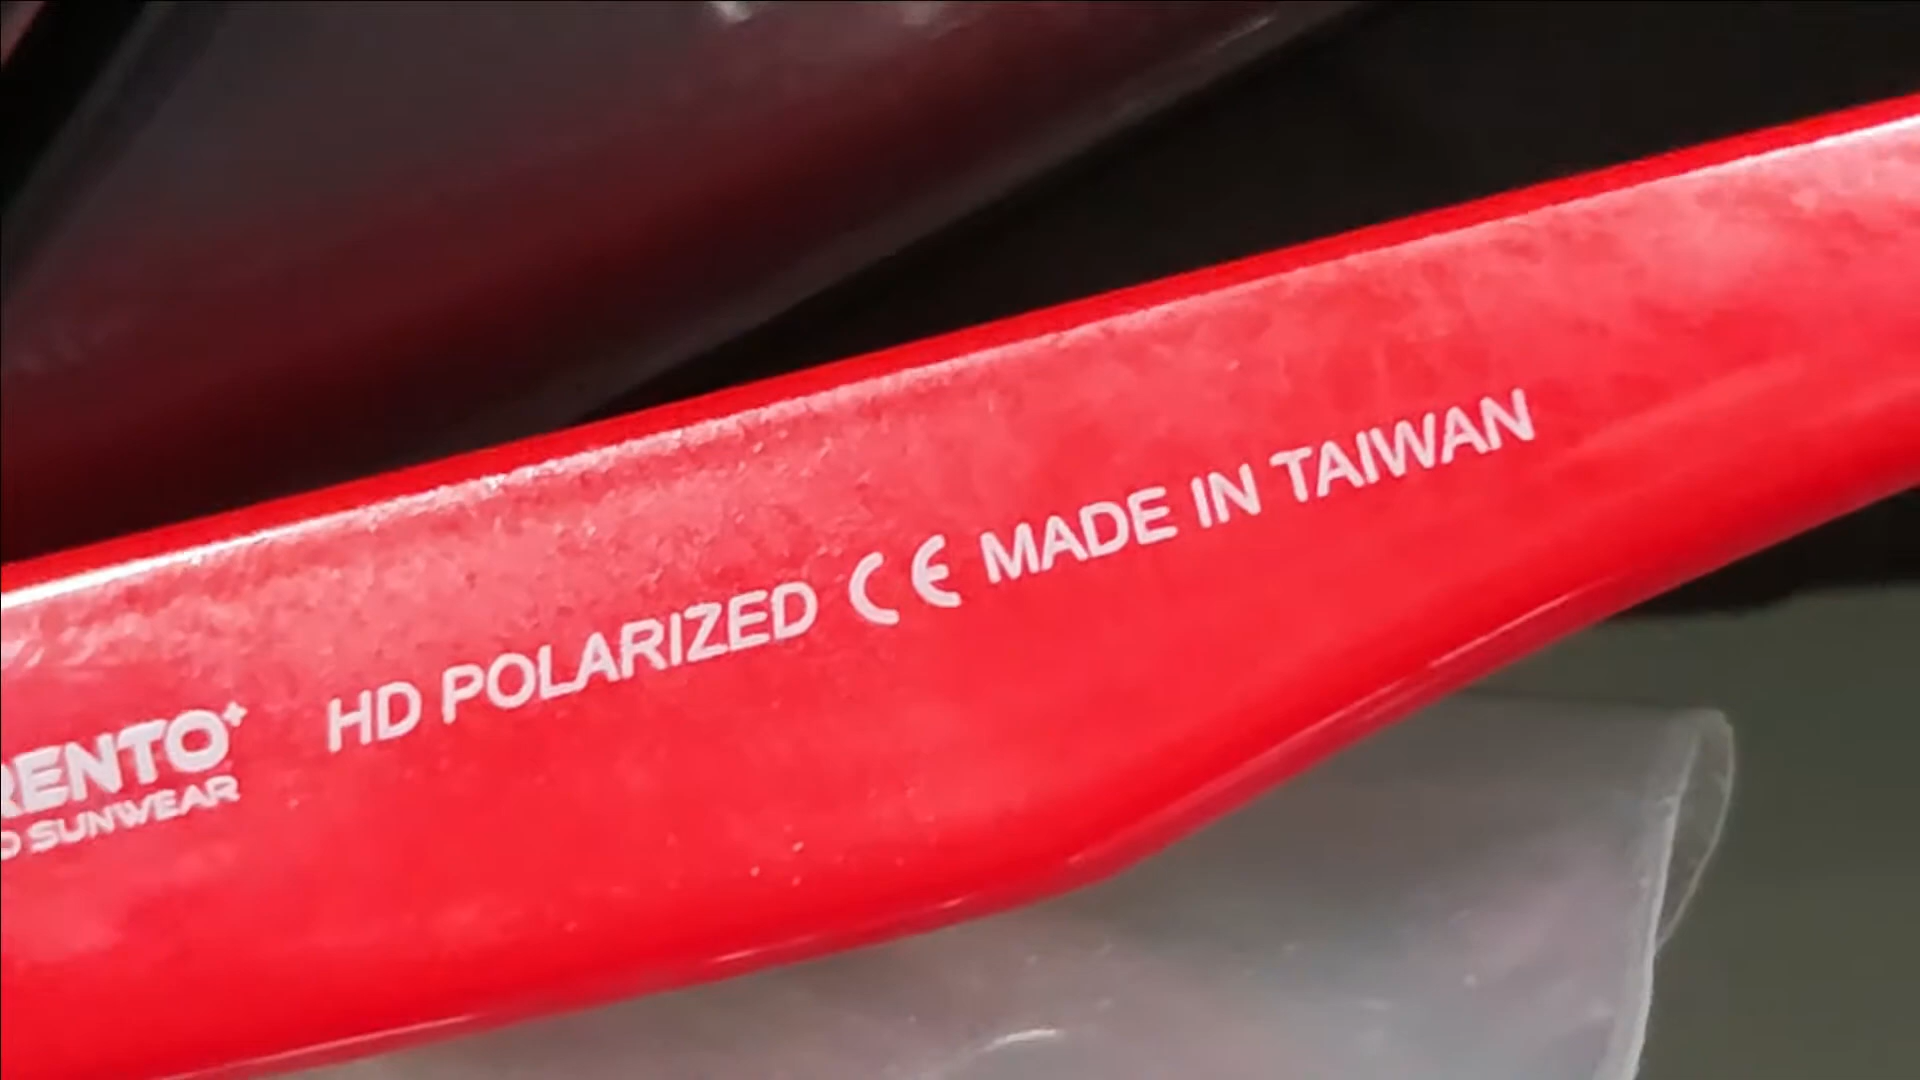 HD POLARIZED CE MADE IN TAIWAN
RENTO+
SUNWEAR